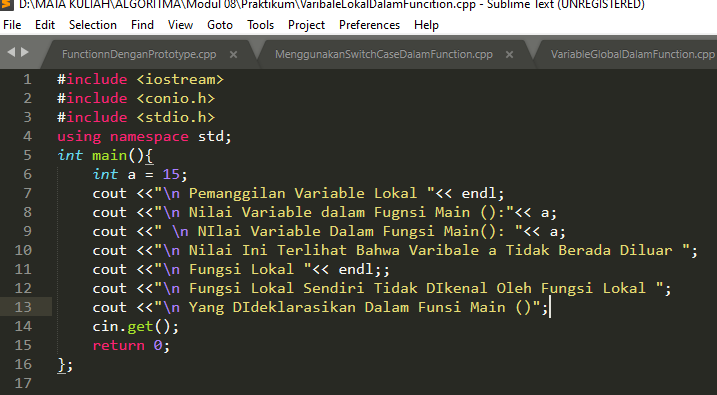 D:\MATA KULIAH\ALGORITMA\Modul 08\Praktikum\VaribaleLokalDalamFuncition.cpp - Sublime Text (UNREGISTERED)
File Edit Selection Find View Goto Tools Project Preferences Help
FunctionnDenganPrototype.cpp × MenggunakanSwitchCaseDalamFunction.cpp × VariableGlobalDalamFunction.cpp
1 #include <iostream>
2 #include <conio.h>
3 #include <stdio.h>
4 using namespace std;
5 int main(){
6 int a = 15;
7 cout <<"\n Pemanggilan Variable Lokal "<< endl;
8 cout <<"\n Nilai Variable dalam Fugnsi Main ():"<< a;
9 cout <<" \n NIlai Variable Dalam Fungsi Main(): "<< a;
10 cout <<"\n Nilai Ini Terlihat Bahwa Varibale a Tidak Berada Diluar ";
11 cout <<"\n Fungsi Lokal "<< endl;;
12 cout <<"\n Fungsi Lokal Sendiri Tidak DIkenal Oleh Fungsi Lokal ";
13 cout <<"\n Yang DIdeklarasikan Dalam Funsi Main ()";
14 cin.get();
15 return 0;
16 };
17